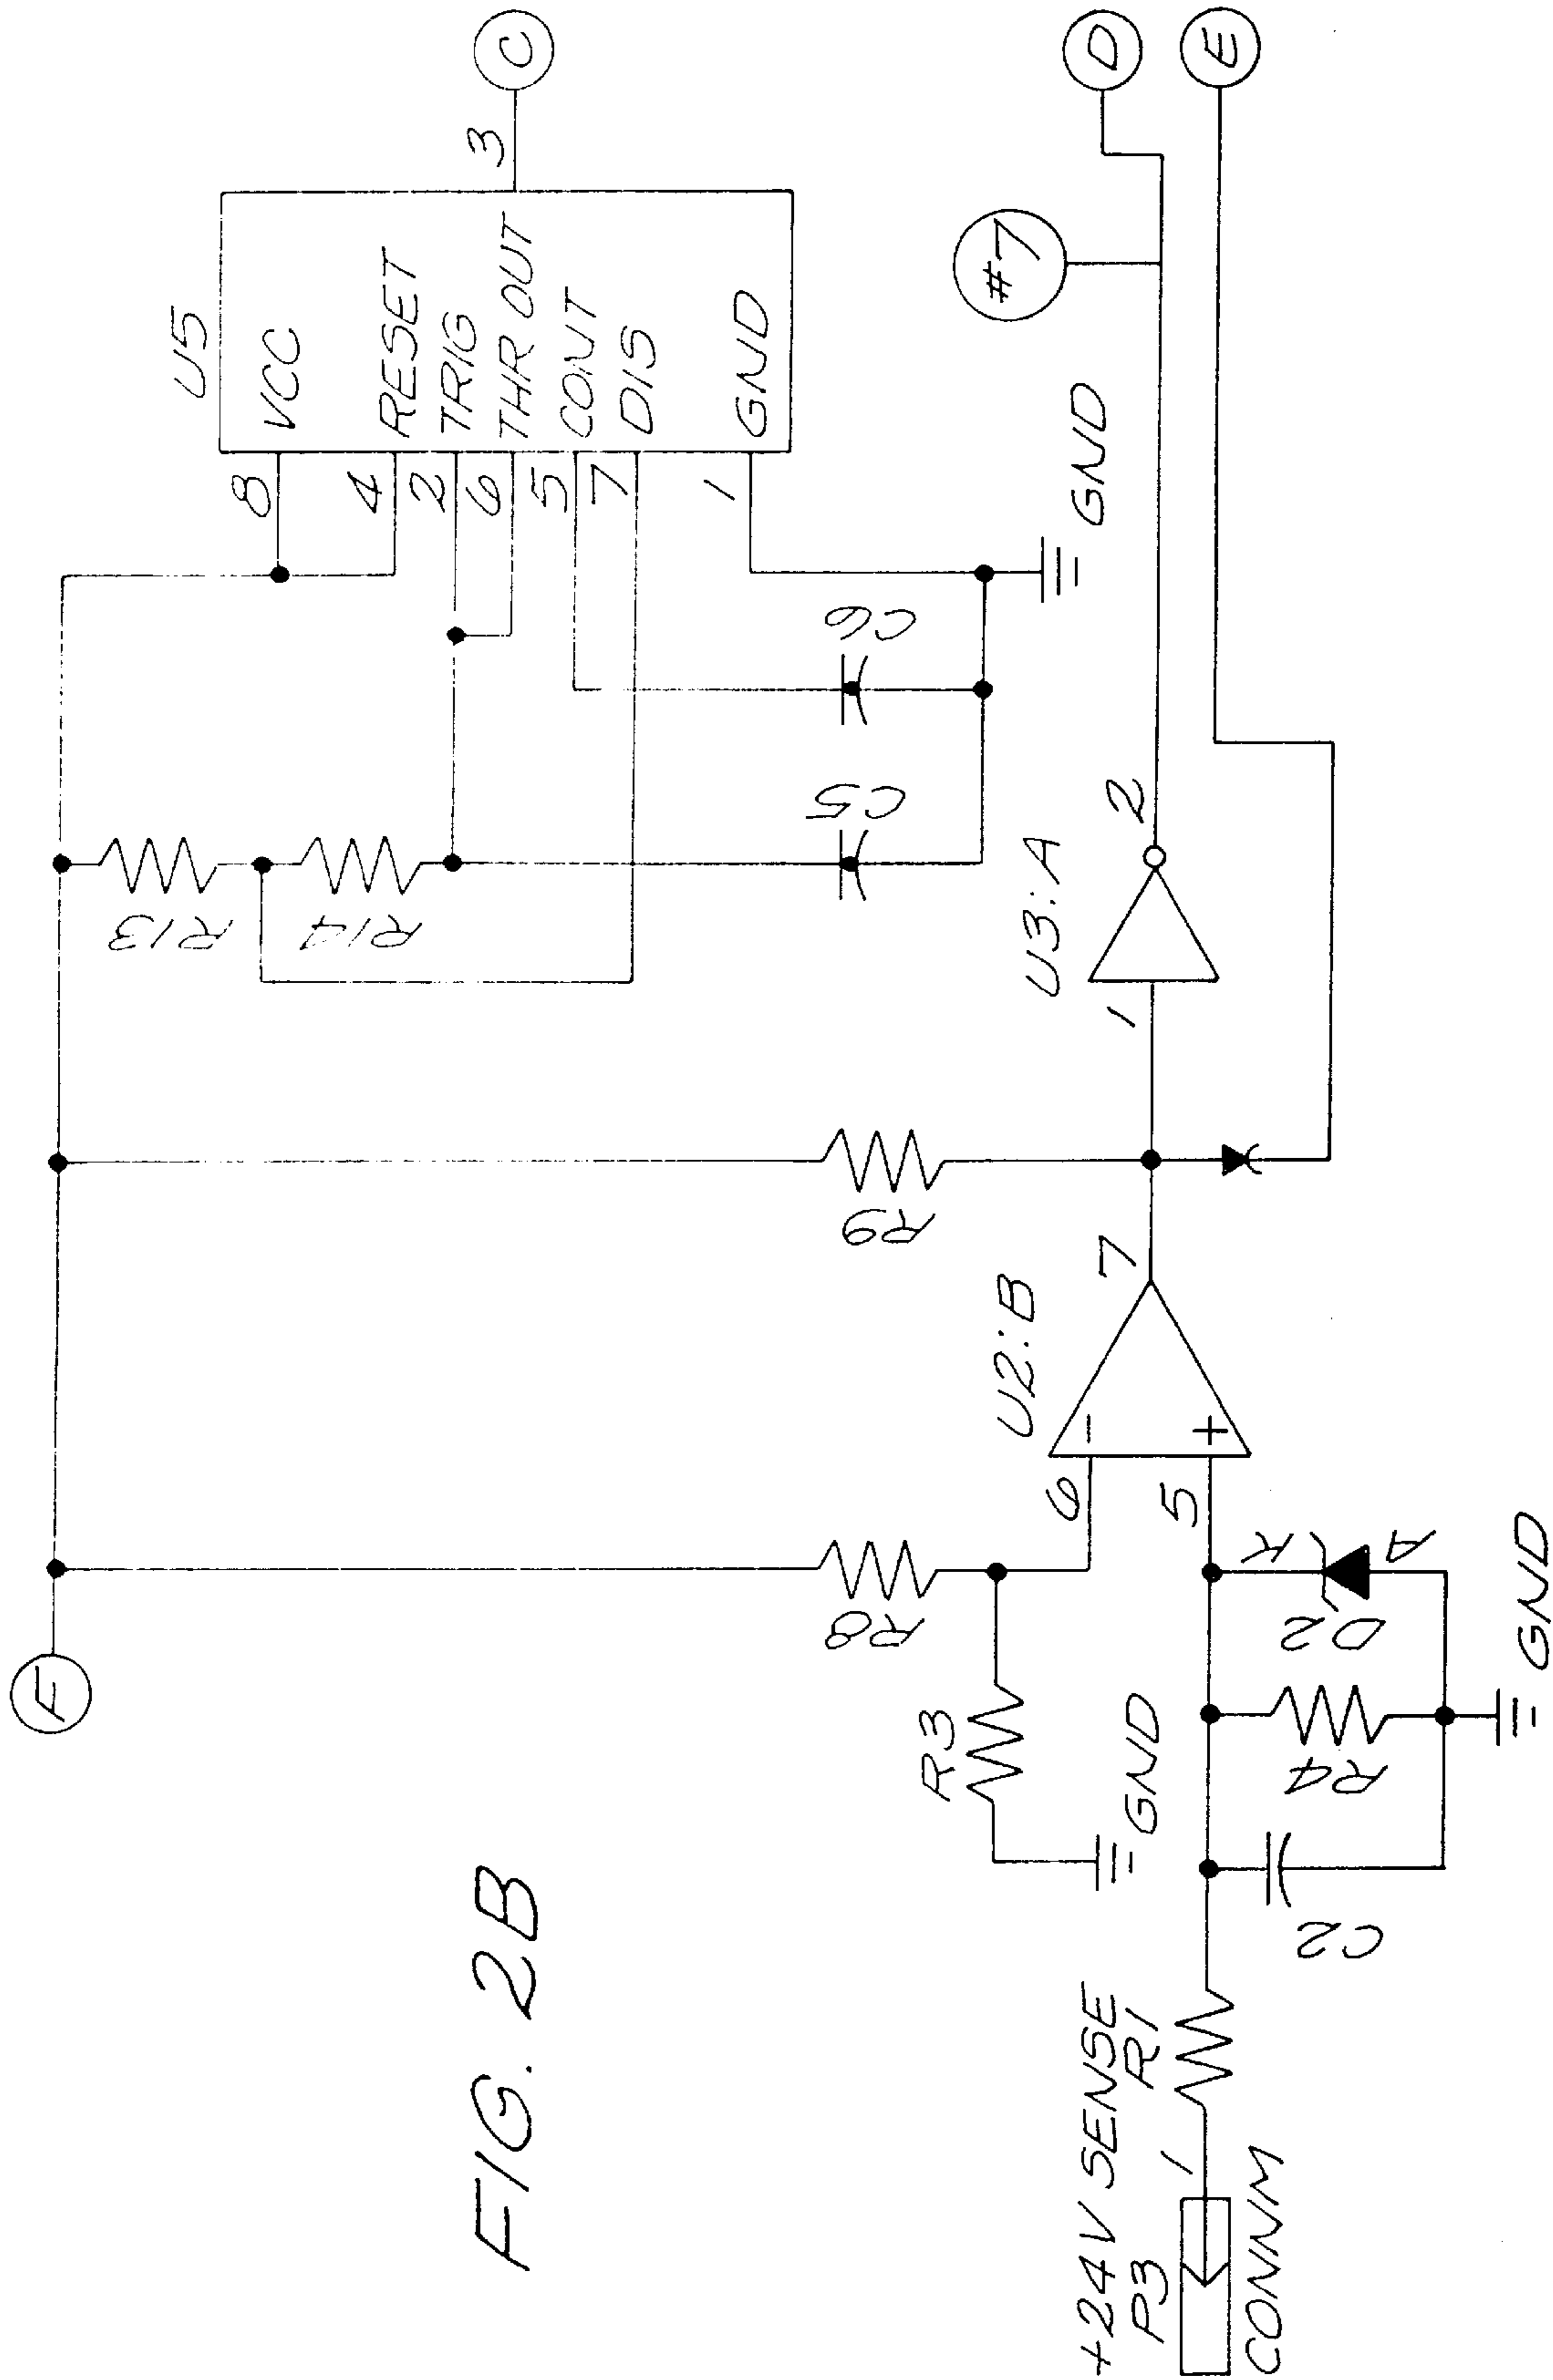 FIG. 2B
F
U5
8
VCC
4
RESET
2
TRIG
6
THR OUT
5
CONT
7
DIS
1
GND
3
C
R13
R14
C5
C6
GND
R9
R8
R3
GND
U2:B
6
-
5
+
7
U3:A
1
2
#7
D
E
+24V SENSE
P3
1
R1
CONNM
C2
R4
D2
K
A
GND